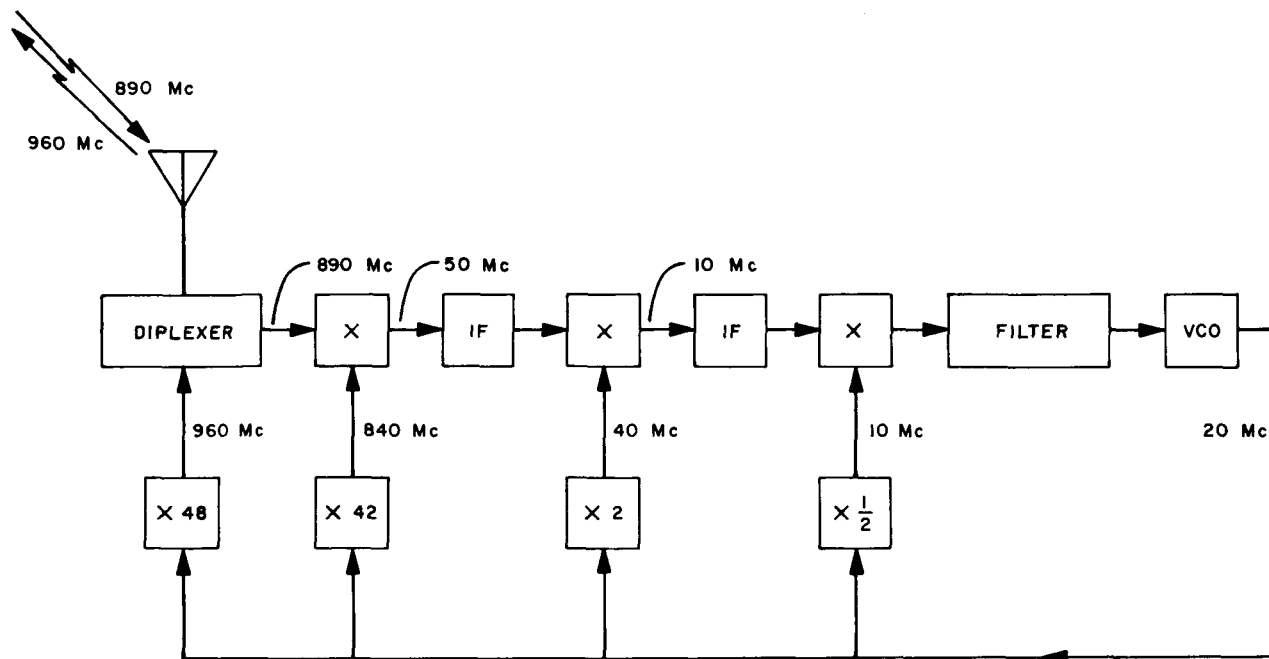 890 Mc
960 Mc
890 Mc
50 Mc
10 Mc
DIPLEXER
×
IF
×
IF
×
FILTER
VCO
960 Mc
840 Mc
40 Mc
10 Mc
20 Mc
× 48
× 42
× 2
× 1/2